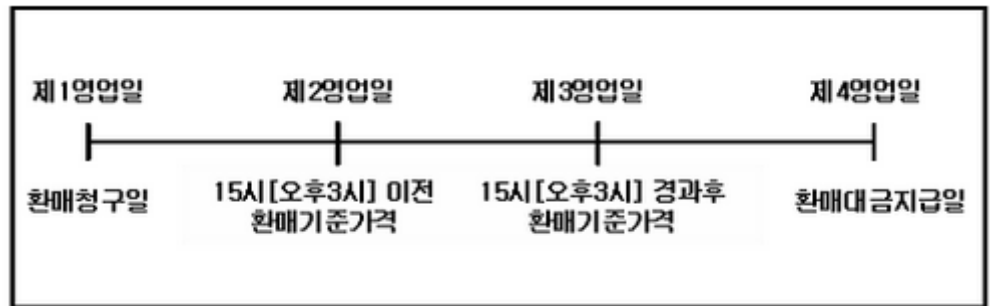 제1영업일 제2영업일 제3영업일 제4영업일
환매청구일 15시[오후3시] 이전 환매기준가격 15시[오후3시] 경과후 환매기준가격 환매대금지급일